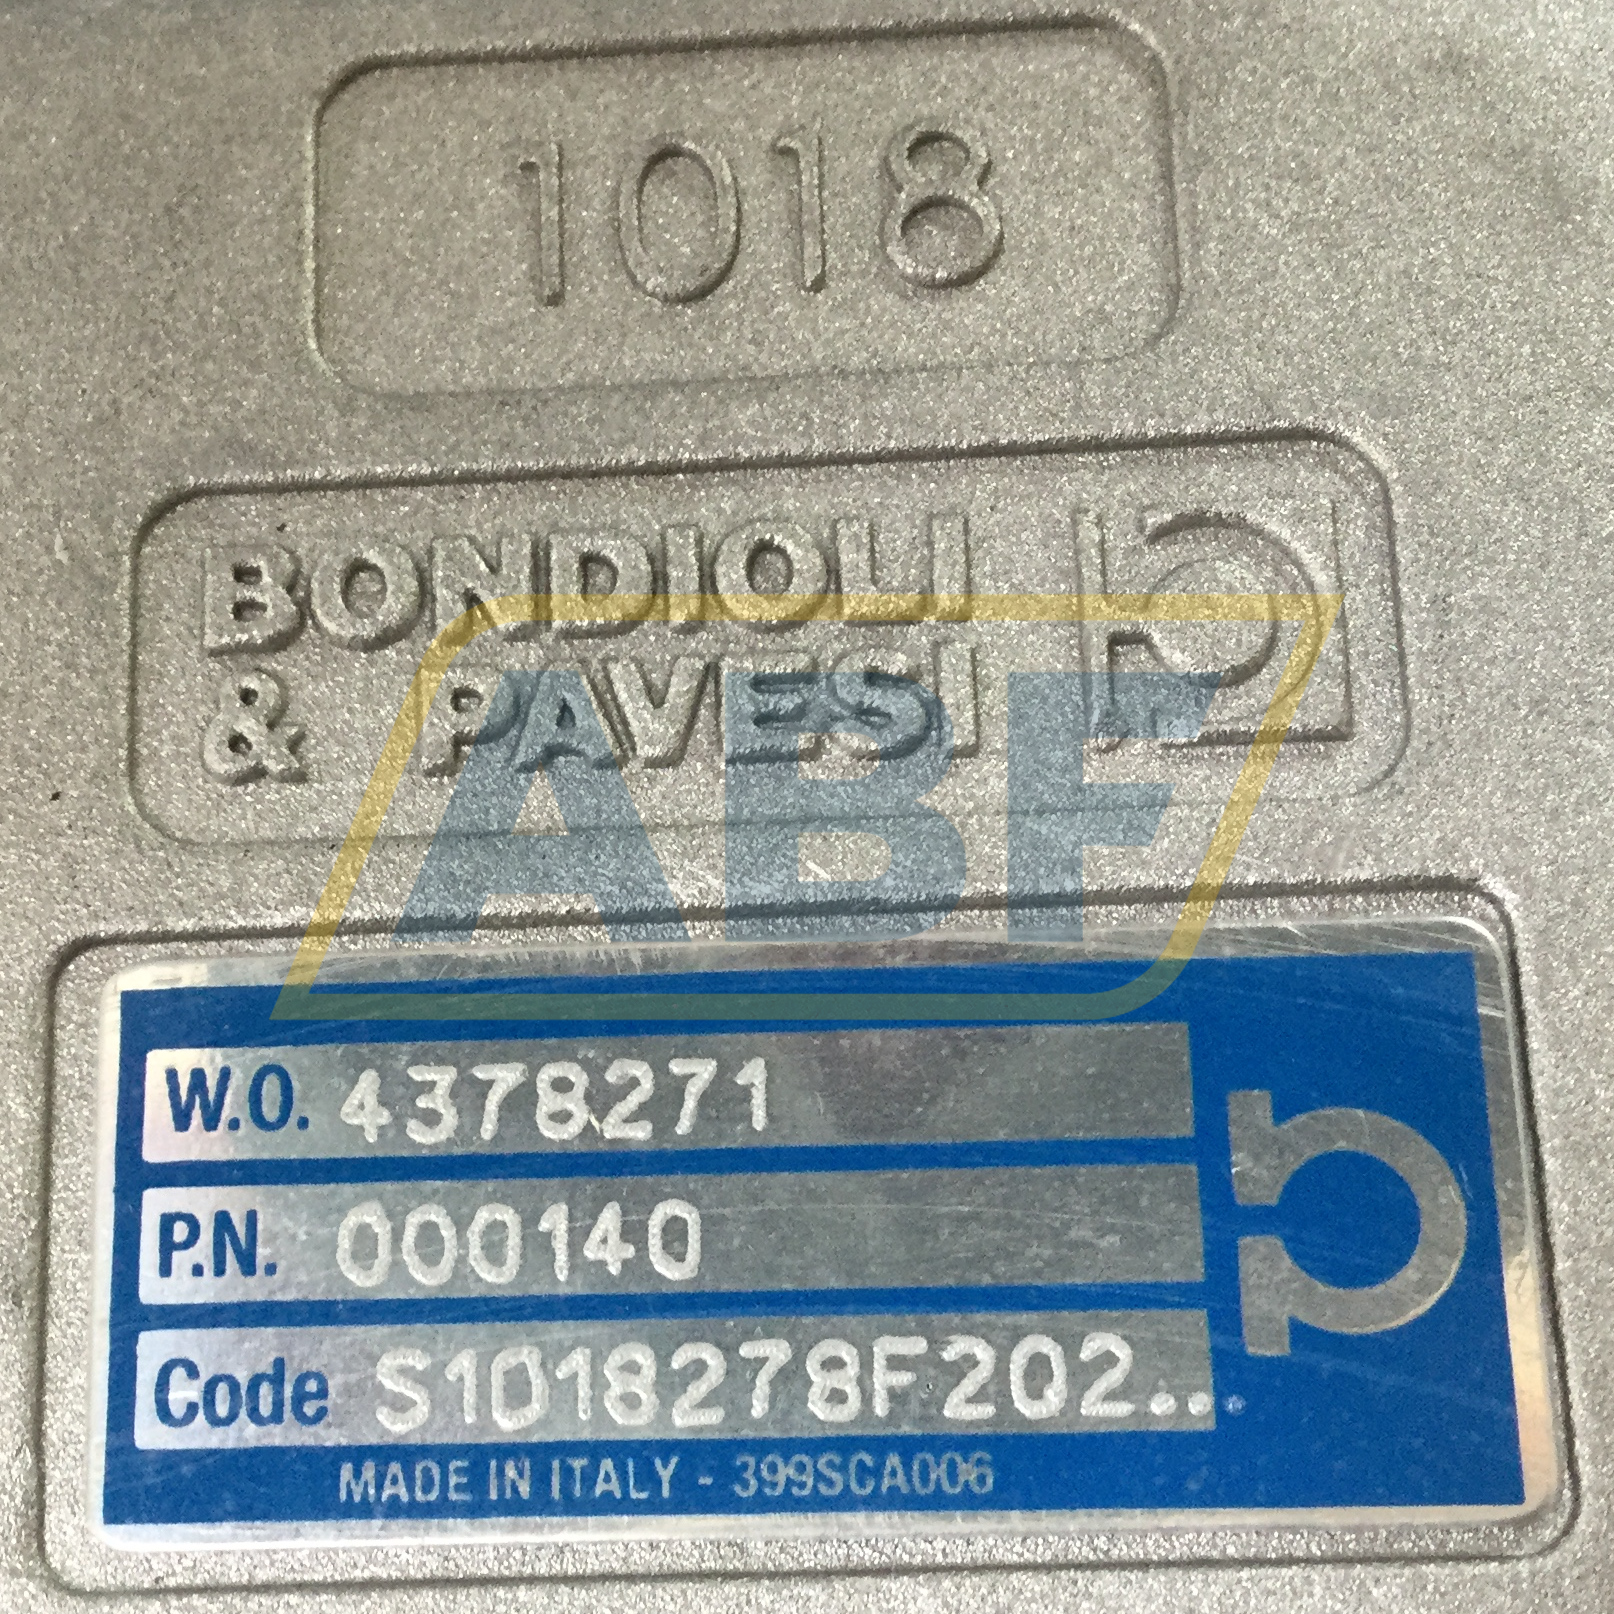 1018
BONDIOLI
& PAVESI
ABF
W.O. 4378271
P.N. 000140
Code S1018278F202...
MADE IN ITALY - 399SCA006